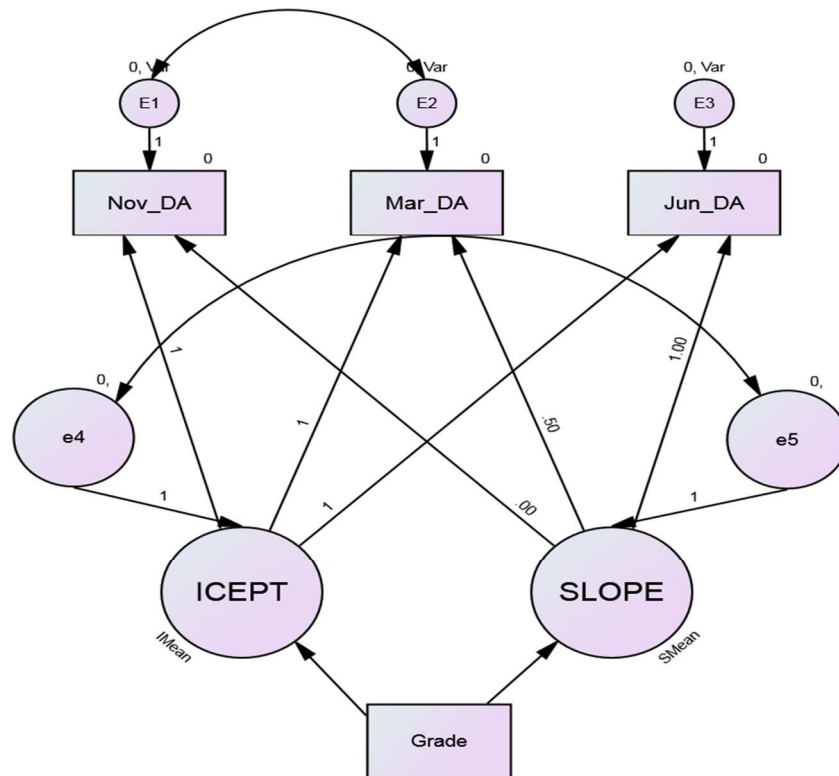 0, Var
0, Var
0, Var
E1
E2
E3
1
1
1
0
0
0
Nov_DA
Mar_DA
Jun_DA
1
1
1
.00
.50
1.00
0,
0,
e4
e5
1
1
ICEPT
SLOPE
IMean
SMean
Grade